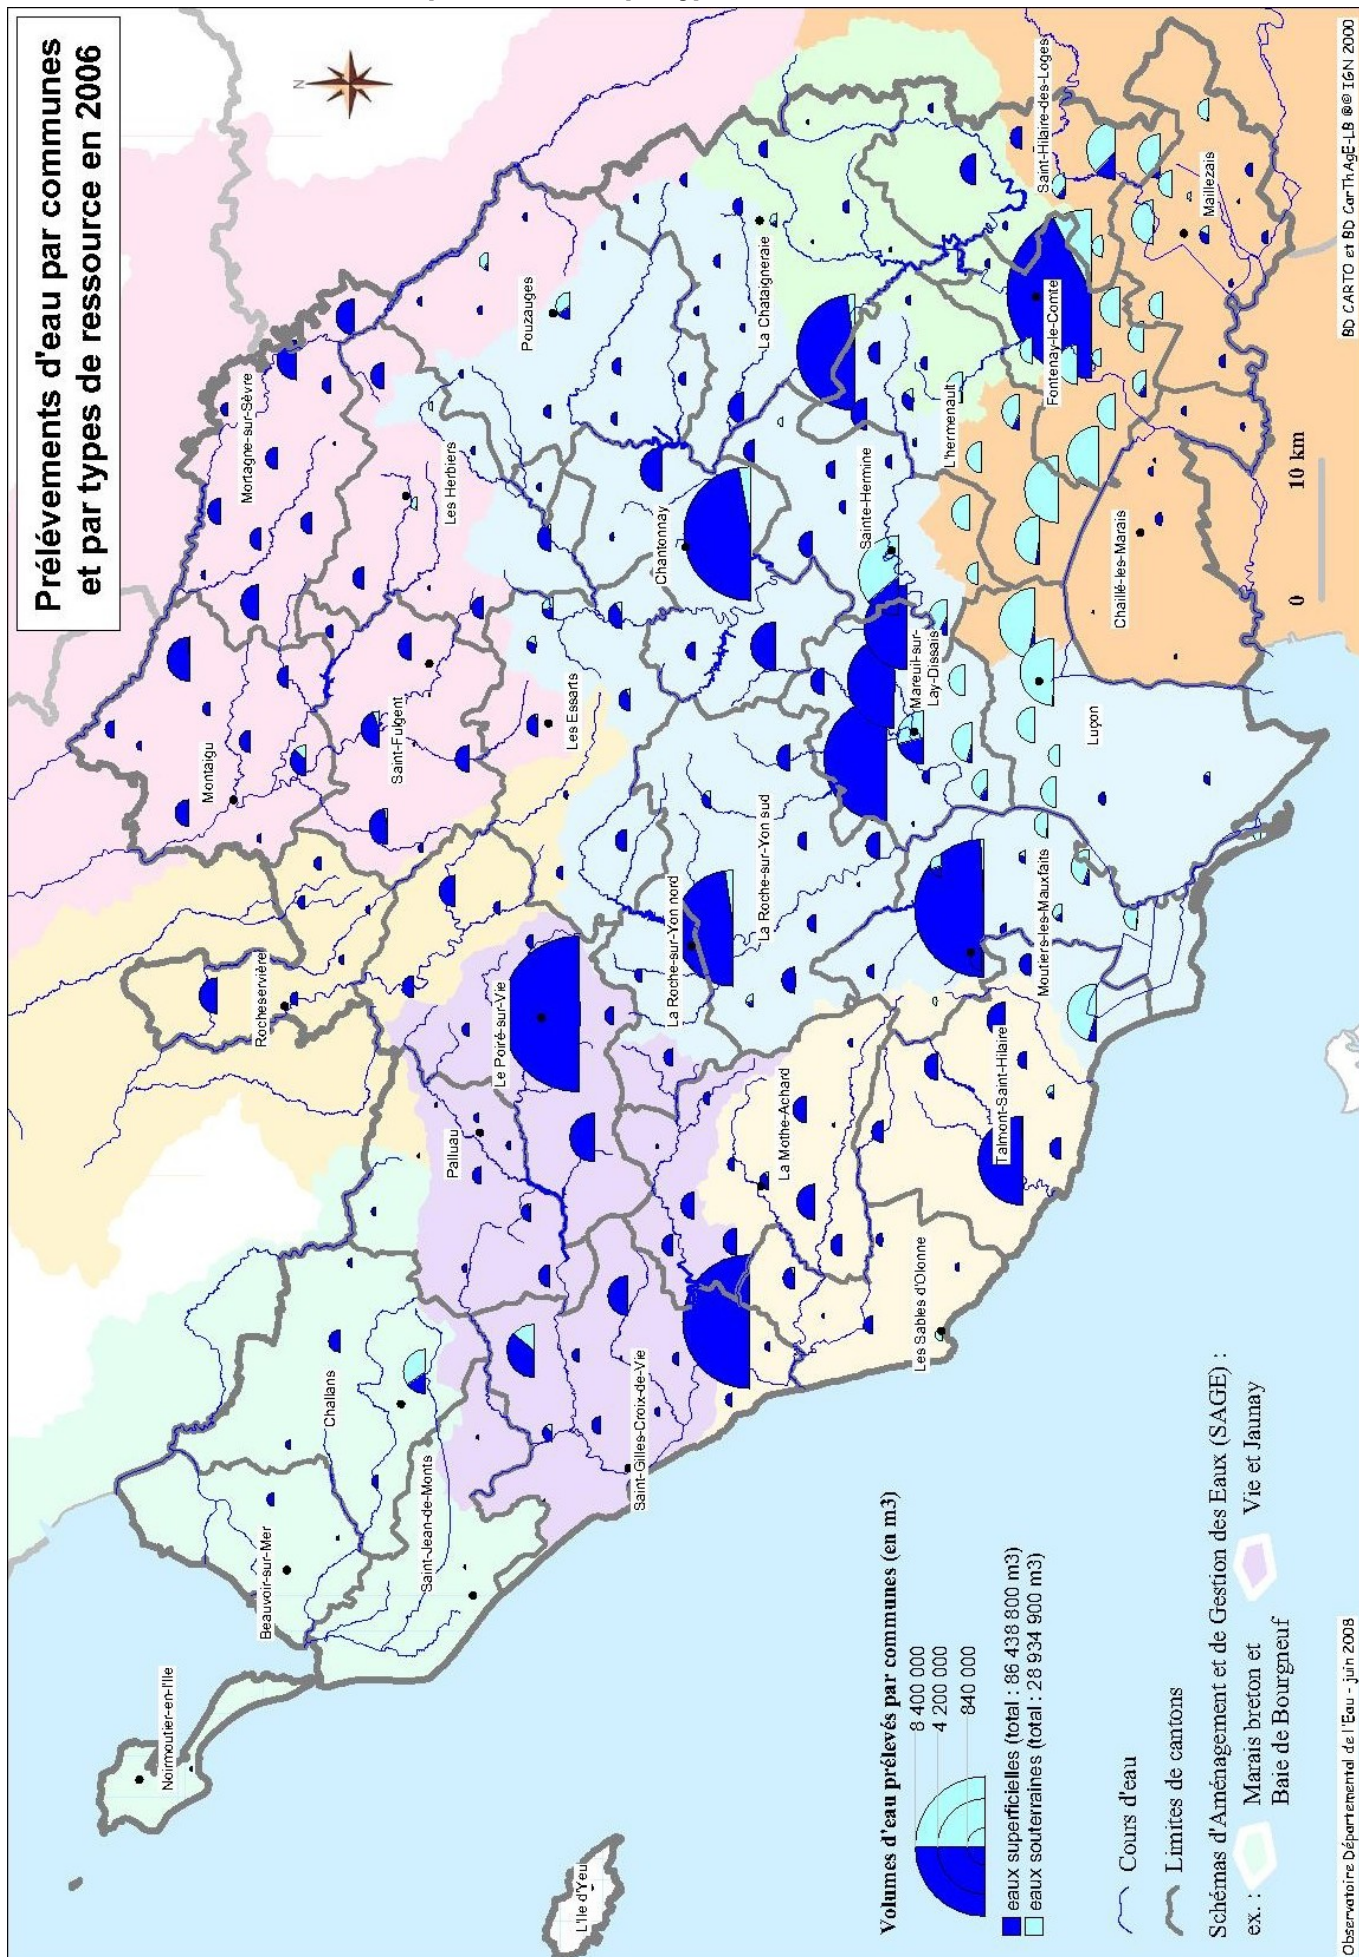 Prélévements d'eau par communes
et par types de ressource en 2006
N
Noirmoutier-en-l'Ile
L'Ile d'Yeu
Beauvoir-sur-Mer
Challans
Saint-Jean-de-Monts
Saint-Gilles-Croix-de-Vie
Palluau
Le Poiré-sur-Vie
Rocheservière
Montaigu
Saint-Fulgent
Mortagne-sur-Sèvre
Les Herbiers
Les Essarts
Pouzauges
Chantonnay
La Chataigneraie
La Roche-sur-Yon nord
La Roche-sur-Yon sud
La Mothe-Achard
Les Sables d'Olonne
Talmont-Saint-Hilaire
Moutiers-les-Mauxfaits
Mareuil-sur-
Lay-Dissais
Sainte-Hermine
L'hermenault
Fontenay-le-Comte
Saint-Hilaire-des-Loges
Maillezais
Chaillé-les-Marais
Luçon
0 10 km
Volumes d'eau prélevés par communes (en m3)
8 400 000
4 200 000
840 000
eaux superficielles (total : 86 438 800 m3)
eaux souterraines (total : 28 934 900 m3)
Cours d'eau
Limites de cantons
Schémas d'Aménagement et de Gestion des Eaux (SAGE) :
ex. : Marais breton et
Baie de Bourgneuf
Vie et Jaunay
Observatoire Départemental de l'Eau - juin 2008
BD CARTO et BD CarThAgE-LB ®© IGN 2000